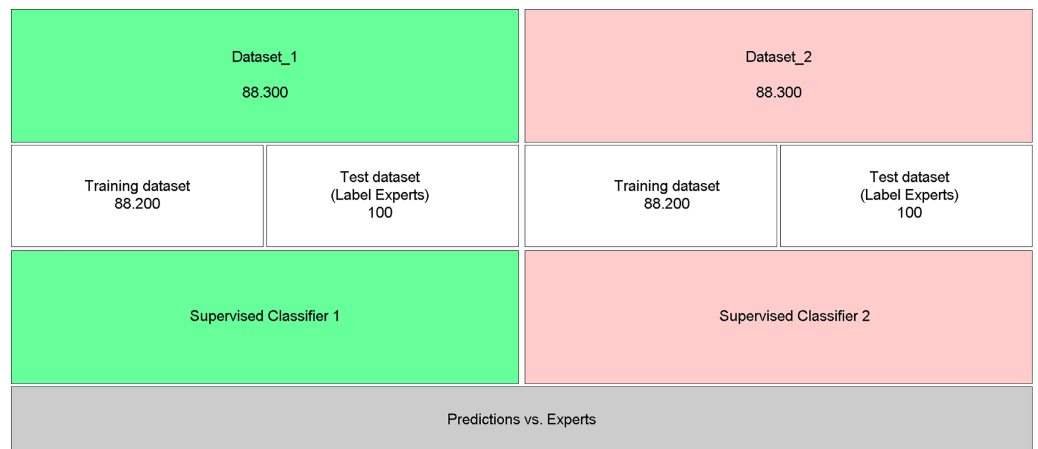 Dataset_1
88.300
Dataset_2
88.300
Training dataset
88.200
Test dataset
(Label Experts)
100
Training dataset
88.200
Test dataset
(Label Experts)
100
Supervised Classifier 1
Supervised Classifier 2
Predictions vs. Experts